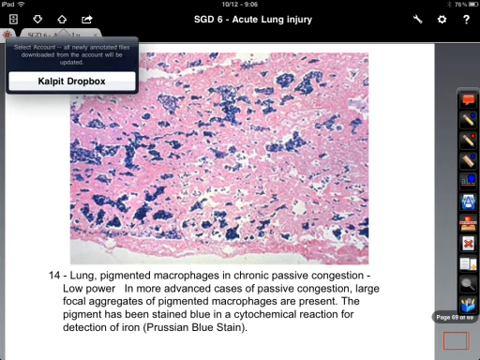 iPad
10/12 - 9:06
76%
SGD 6 - Acute Lung injury
Select Account -- all newly annotated files
downloaded from the account will be
updated.
Kalpit Dropbox
14 - Lung, pigmented macrophages in chronic passive congestion -
Low power In more advanced cases of passive congestion, large
focal aggregates of pigmented macrophages are present. The
pigment has been stained blue in a cytochemical reaction for
detection of iron (Prussian Blue Stain).
Page 69 of 69